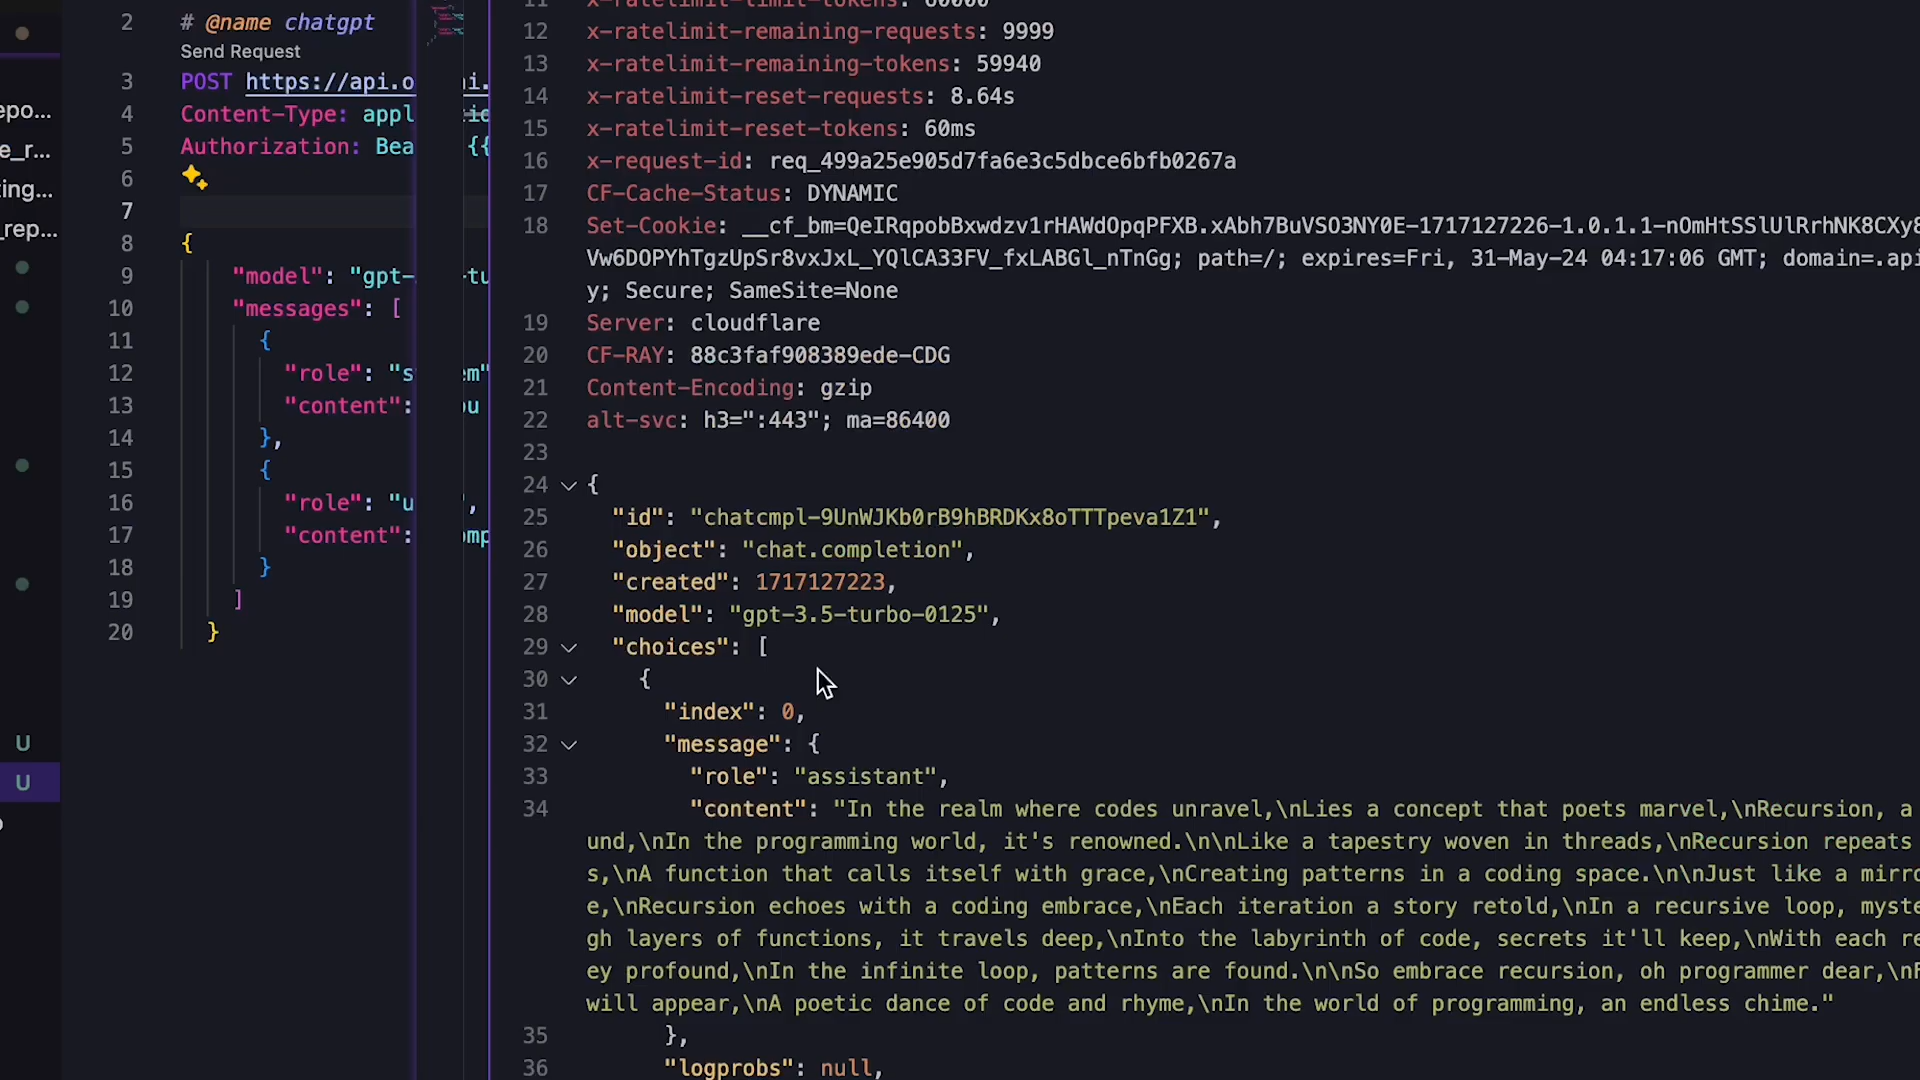 2 # @name chatgpt
Send Request
3 POST https://api.o ni.
4 Content-Type: appl
5 Authorization: Bea {{
6
7
8 {
9 "model": "gpt- -tu
10 "messages": [
11 {
12 "role": "s em"
13 "content": ou
14 },
15 {
16 "role": "u ",
17 "content": omp
18 }
19 ]
20 }
epo...
e_r...
ing...
_rep...
U
U
12 x-ratelimit-remaining-requests: 9999
13 x-ratelimit-remaining-tokens: 59940
14 x-ratelimit-reset-requests: 8.64s
15 x-ratelimit-reset-tokens: 60ms
16 x-request-id: req_499a25e905d7fa6e3c5dbce6bfb0267a
17 CF-Cache-Status: DYNAMIC
18 Set-Cookie: __cf_bm=QeIRqpobBxwdzv1rHAWdOpqPFXB.xAbh7BuVSO3NY0E-1717127226-1.0.1.1-nOmHtSSlUlRrhNK8CXy8
Vw6DOPYhTgzUpSr8vxJxL_YQlCA33FV_fxLABGl_nTnGg; path=/; expires=Fri, 31-May-24 04:17:06 GMT; domain=.api
y; Secure; SameSite=None
19 Server: cloudflare
20 CF-RAY: 88c3faf908389ede-CDG
21 Content-Encoding: gzip
22 alt-svc: h3=":443"; ma=86400
23
24 {
25 "id": "chatcmpl-9UnWJKb0rB9hBRDKx8oTTTpeva1Z1",
26 "object": "chat.completion",
27 "created": 1717127223,
28 "model": "gpt-3.5-turbo-0125",
29 "choices": [
30 {
31 "index": 0,
32 "message": {
33 "role": "assistant",
34 "content": "In the realm where codes unravel,\nLies a concept that poets marvel,\nRecursion, a
und,\nIn the programming world, it's renowned.\n\nLike a tapestry woven in threads,\nRecursion repeats
s,\nA function that calls itself with grace,\nCreating patterns in a coding space.\n\nJust like a mirro
e,\nRecursion echoes with a coding embrace,\nEach iteration a story retold,\nIn a recursive loop, myste
gh layers of functions, it travels deep,\nInto the labyrinth of code, secrets it'll keep,\nWith each re
ey profound,\nIn the infinite loop, patterns are found.\n\nSo embrace recursion, oh programmer dear,\nF
will appear,\nA poetic dance of code and rhyme,\nIn the world of programming, an endless chime."
35 },
36 "logprobs": null,